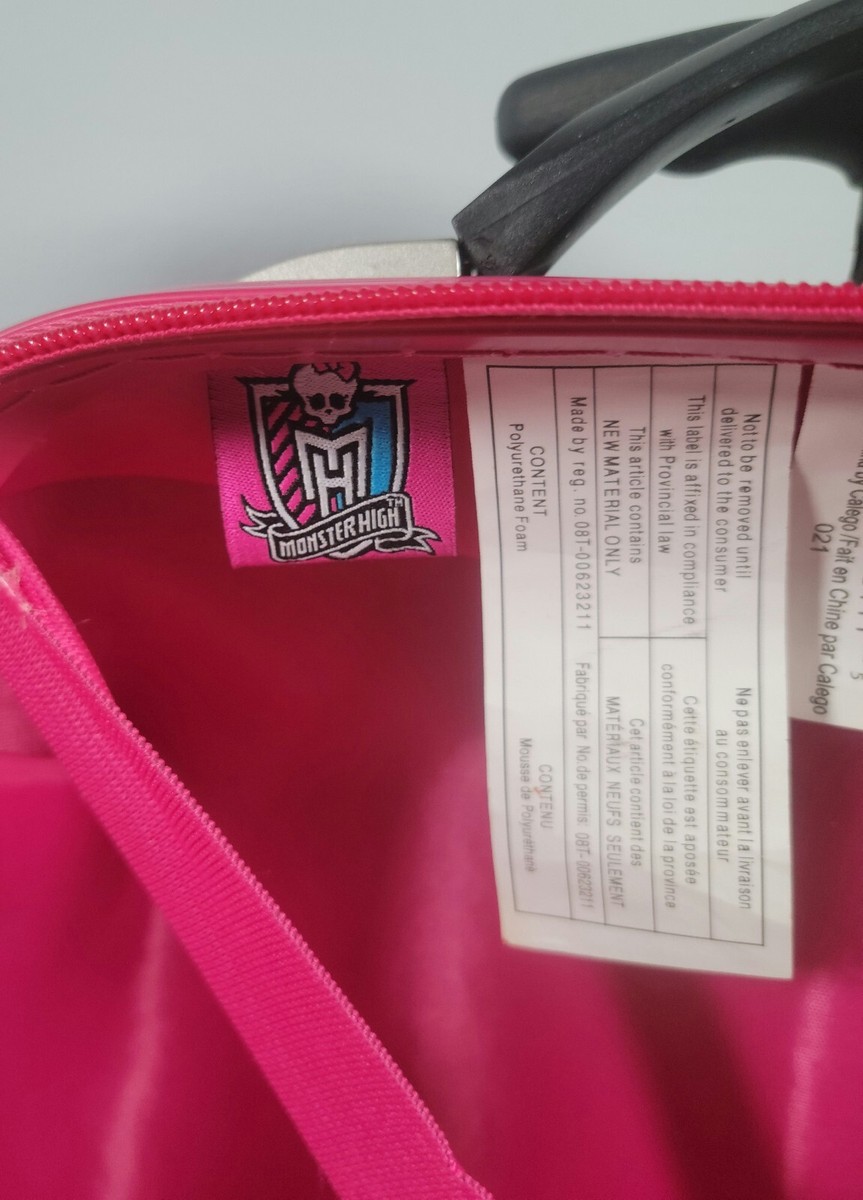 MH
MONSTER HIGH™
Not to be removed until
delivered to the consumer
Ne pas enlever avant la livraison
au consommateur
This label is affixed in compliance
with Provincial law
Cette étiquette est aposée
conformément à la loi de la province
This article contains
NEW MATERIAL ONLY
Cet article contient des
MATÉRIAUX NEUFS SEULEMENT
Made by reg. no. 08T-00623211
Fabriqué par No. de permis 08T-00623211
CONTENT
Polyurethane Foam
CONTENU
Mousse de Polyuréthane
by Calego/Fait en Chine par Calego
021